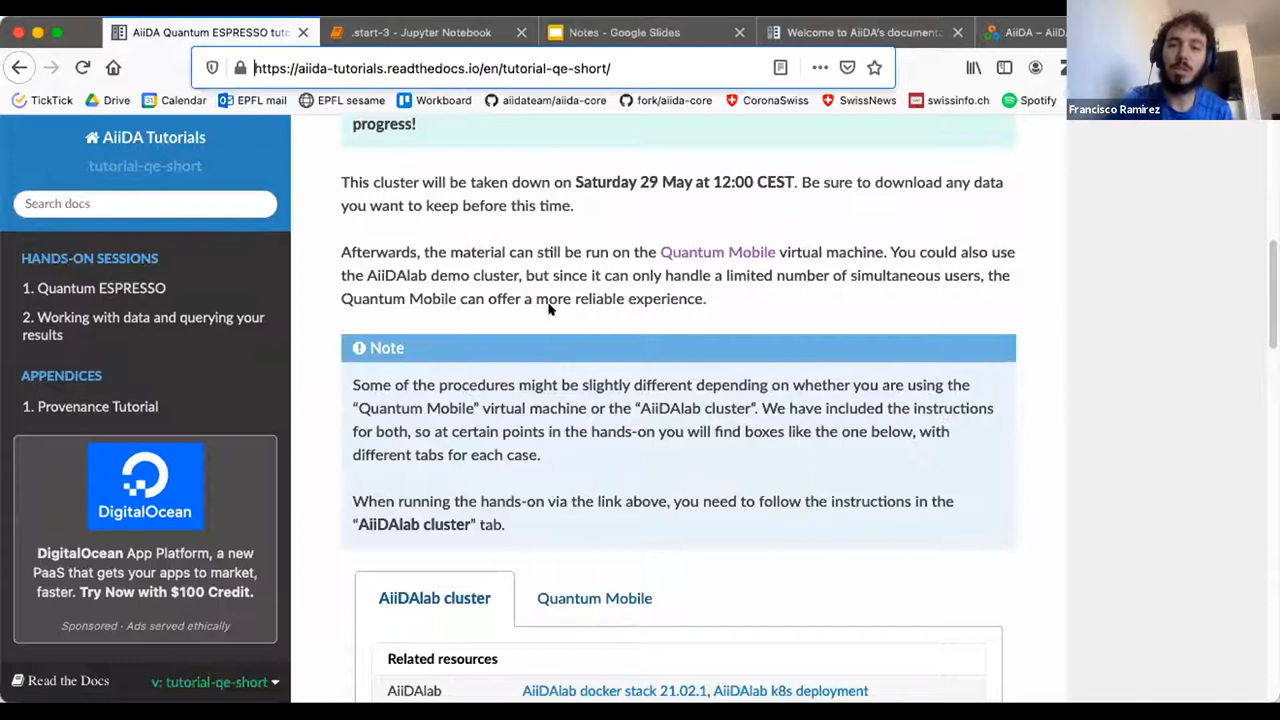 AiiDA Quantum ESPRESSO tuto
.start-3 - Jupyter Notebook
Notes - Google Slides
Welcome to AiiDA's documenta
AiiDA – AiiD
https://aiida-tutorials.readthedocs.io/en/tutorial-qe-short/
TickTick
Drive
Calendar
EPFL mail
EPFL sesame
Workboard
aiidateam/aiida-core
fork/aiida-core
CoronaSwiss
SwissNews
swissinfo.ch
Spotify
Francisco Ramirez
AiiDA Tutorials
tutorial-qe-short
Search docs
HANDS-ON SESSIONS
1. Quantum ESPRESSO
2. Working with data and querying your
results
APPENDICES
1. Provenance Tutorial
DigitalOcean
DigitalOcean App Platform, a new
PaaS that gets your apps to market,
faster. Try Now with $100 Credit.
Sponsored · Ads served ethically
Read the Docs
v: tutorial-qe-short
progress!
This cluster will be taken down on Saturday 29 May at 12:00 CEST. Be sure to download any data
you want to keep before this time.
Afterwards, the material can still be run on the Quantum Mobile virtual machine. You could also use
the AiiDAlab demo cluster, but since it can only handle a limited number of simultaneous users, the
Quantum Mobile can offer a more reliable experience.
Note
Some of the procedures might be slightly different depending on whether you are using the
“Quantum Mobile” virtual machine or the “AiiDAlab cluster”. We have included the instructions
for both, so at certain points in the hands-on you will find boxes like the one below, with
different tabs for each case.
When running the hands-on via the link above, you need to follow the instructions in the
“AiiDAlab cluster” tab.
AiiDAlab cluster
Quantum Mobile
Related resources
AiiDAlab
AiiDAlab docker stack 21.02.1, AiiDAlab k8s deployment